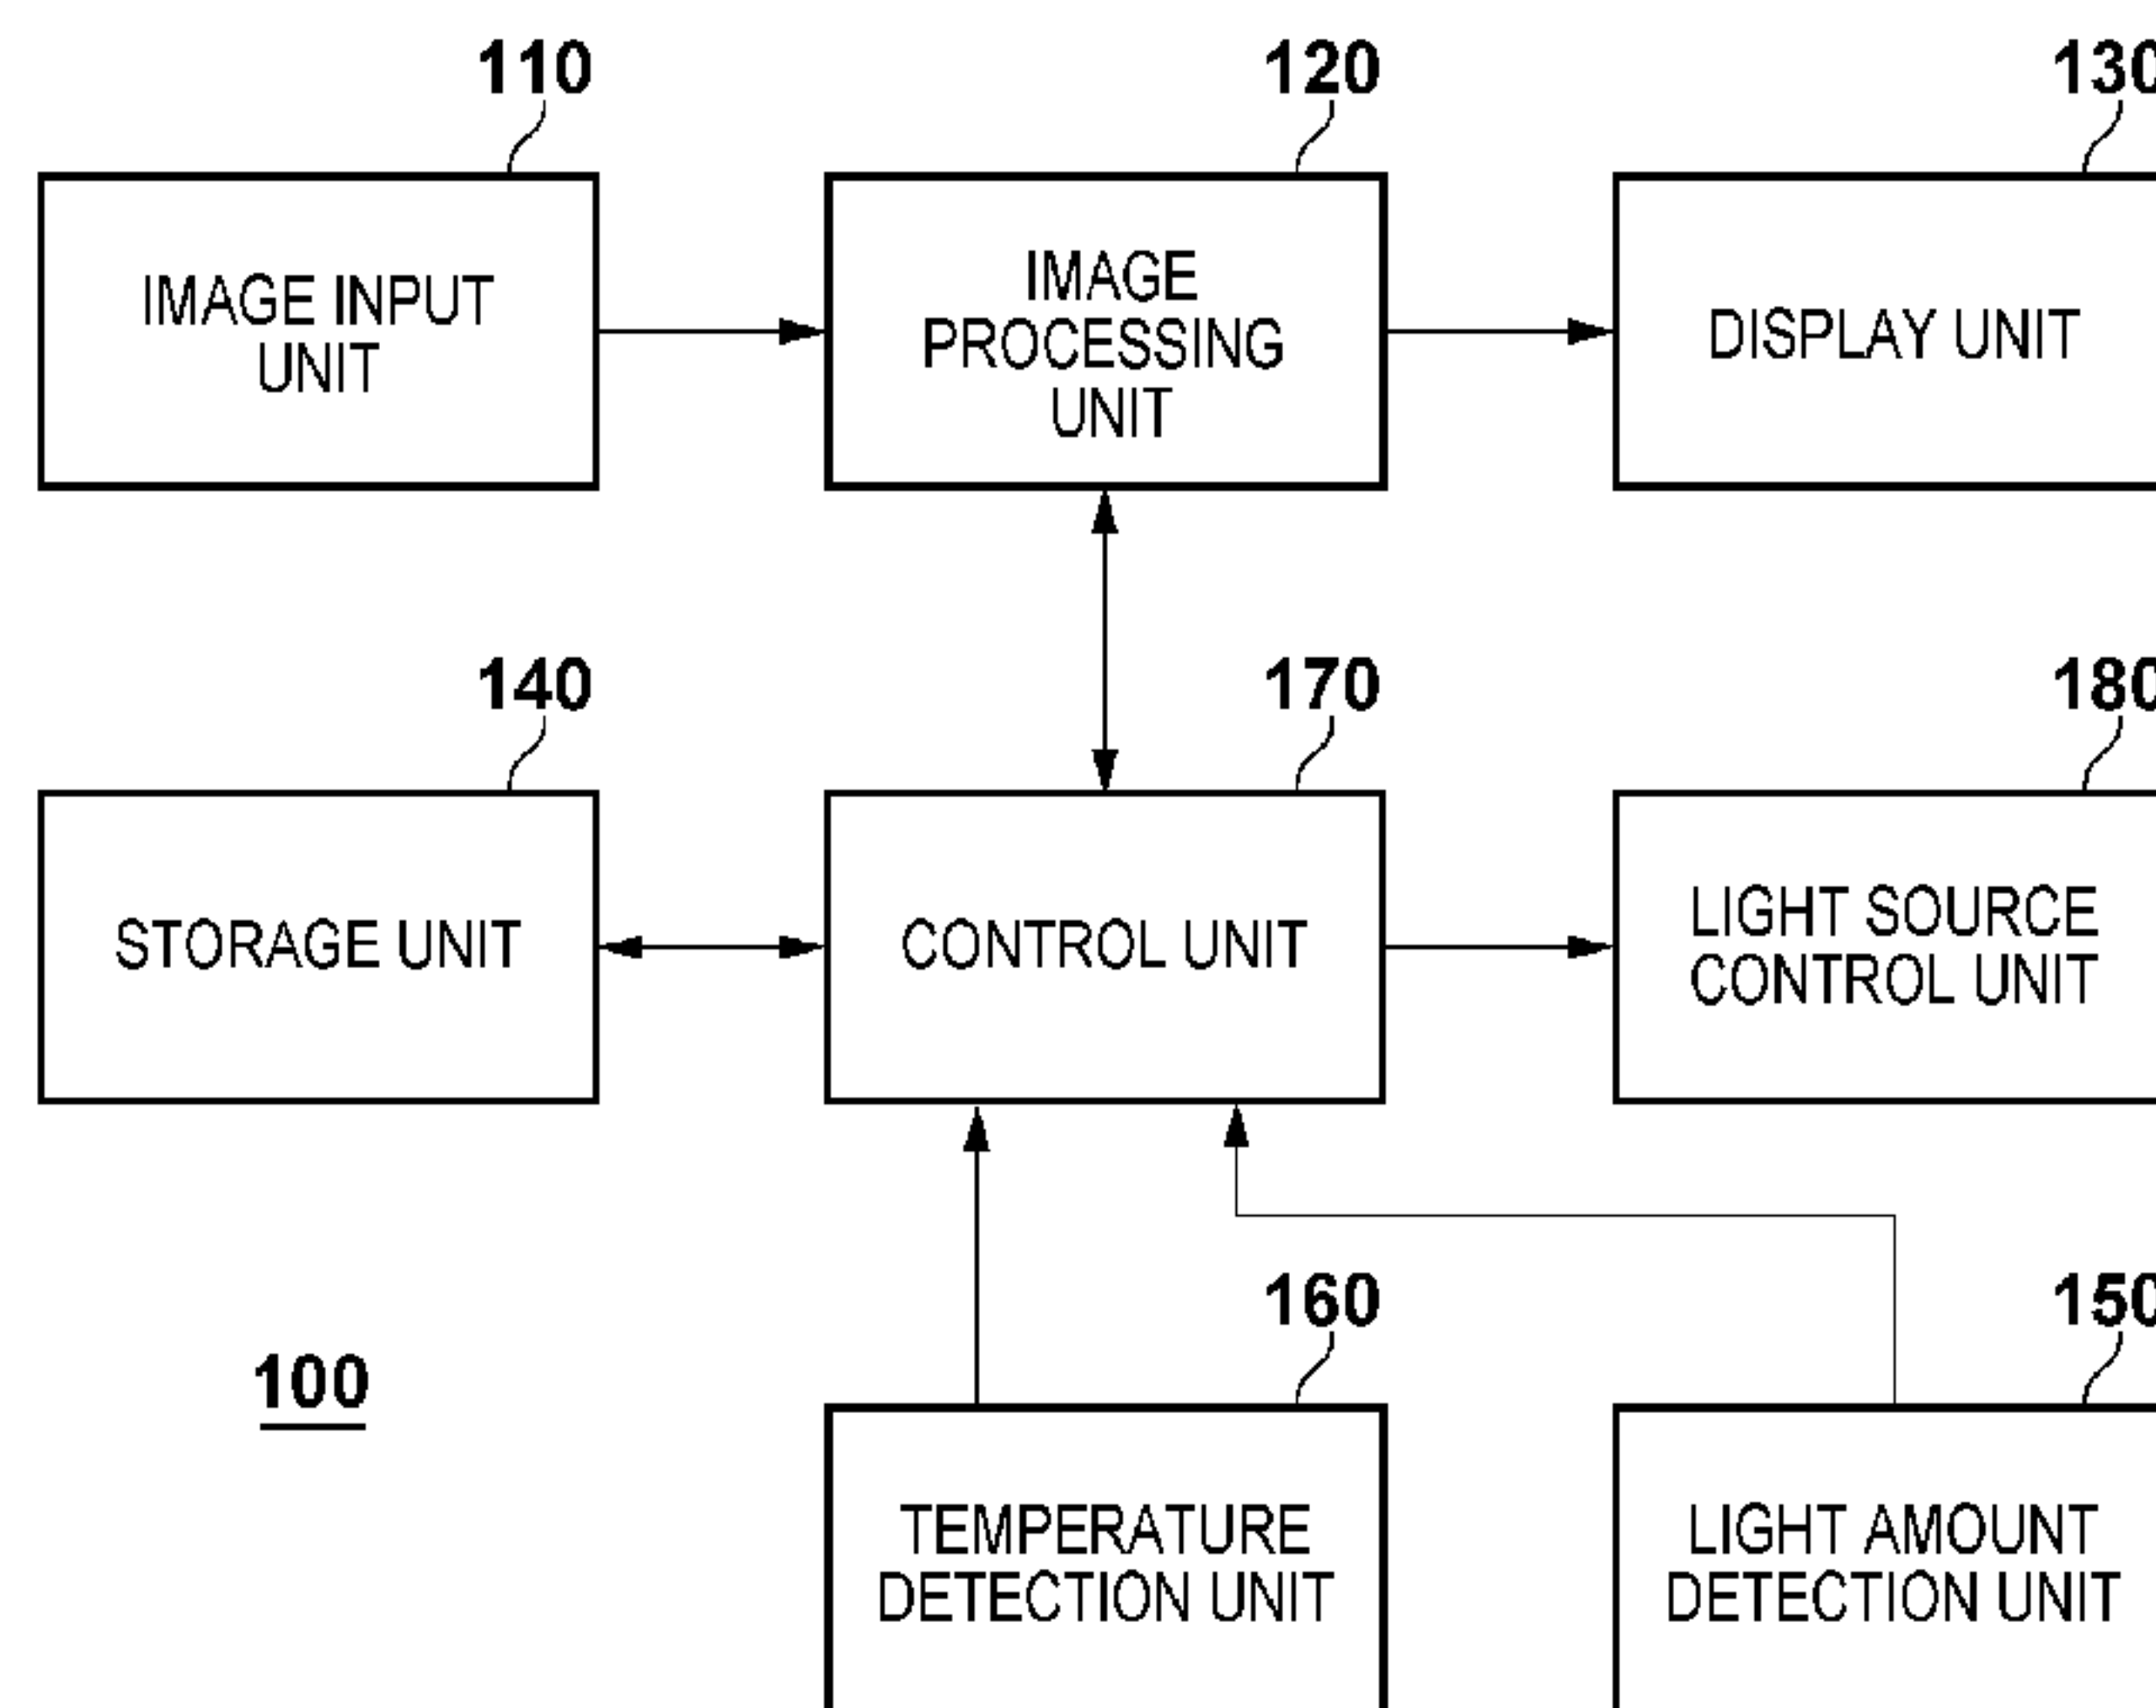 110
120
130
IMAGE INPUT
UNIT
IMAGE
PROCESSING
UNIT
DISPLAY UNIT
140
170
180
STORAGE UNIT
CONTROL UNIT
LIGHT SOURCE
CONTROL UNIT
160
150
100
TEMPERATURE
DETECTION UNIT
LIGHT AMOUNT
DETECTION UNIT